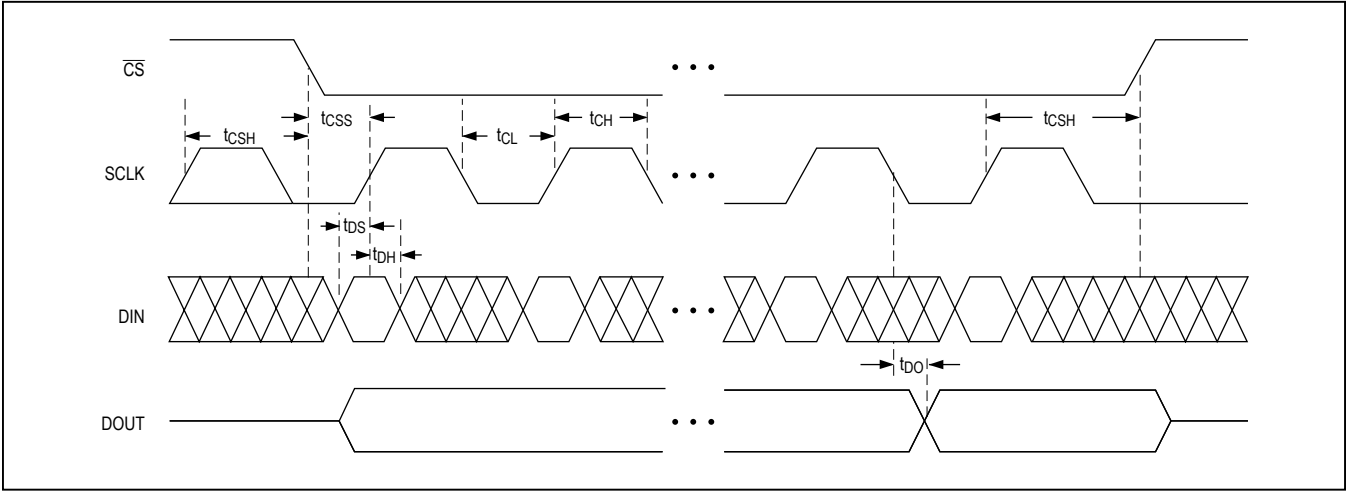 CS
tCSH
tCSS
tCL
tCH
tCSH
SCLK
tDS
tDH
DIN
tDO
DOUT